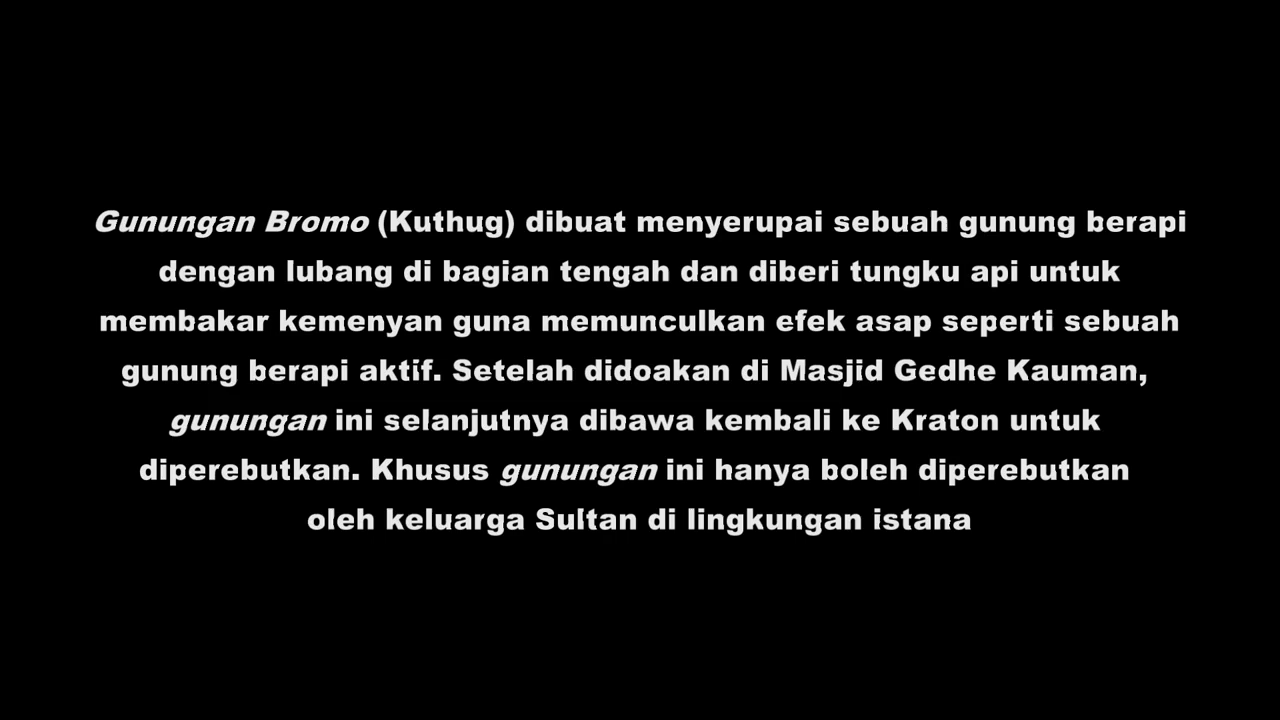 Gunungan Bromo (Kuthug) dibuat menyerupai sebuah gunung berapi
dengan lubang di bagian tengah dan diberi tungku api untuk
membakar kemenyan guna memunculkan efek asap seperti sebuah
gunung berapi aktif. Setelah didoakan di Masjid Gedhe Kauman,
gunungan ini selanjutnya dibawa kembali ke Kraton untuk
diperebutkan. Khusus gunungan ini hanya boleh diperebutkan
oleh keluarga Sultan di lingkungan istana